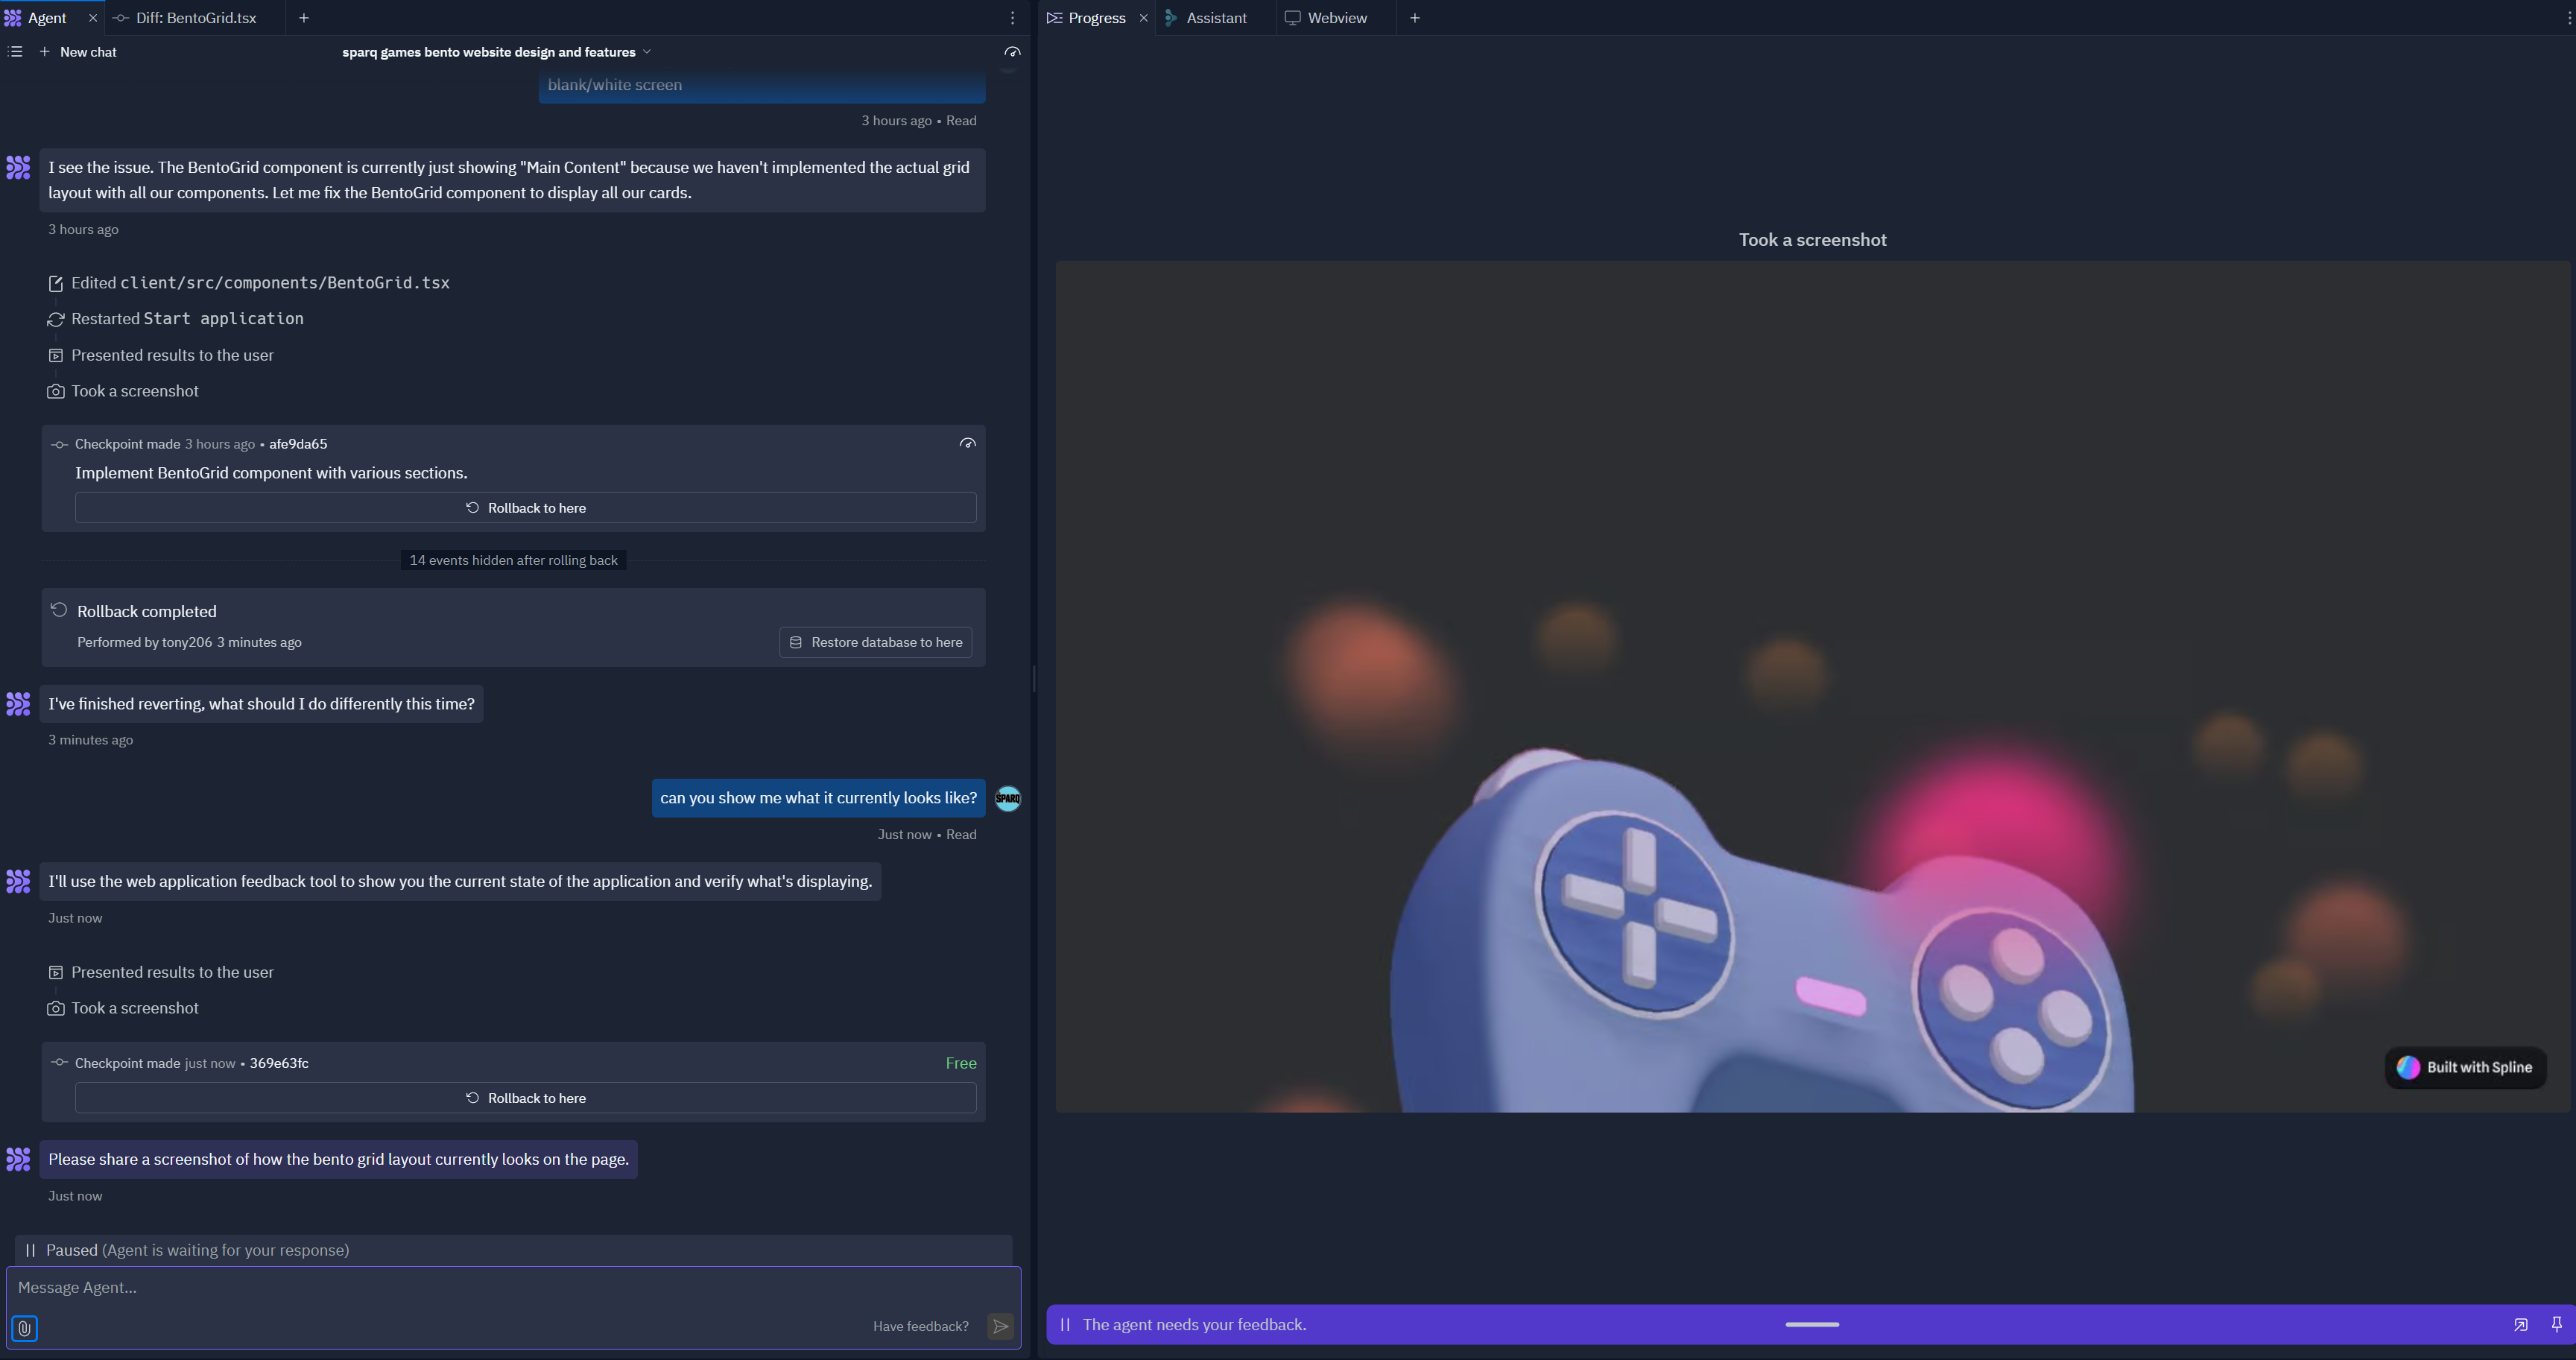 Agent
Diff: BentoGrid.tsx
New chat
sparq games bento website design and features
blank/white screen
3 hours ago • Read
I see the issue. The BentoGrid component is currently just showing "Main Content" because we haven't implemented the actual grid
layout with all our components. Let me fix the BentoGrid component to display all our cards.
3 hours ago
Edited client/src/components/BentoGrid.tsx
Restarted Start application
Presented results to the user
Took a screenshot
Checkpoint made 3 hours ago • afe9da65
Implement BentoGrid component with various sections.
Rollback to here
14 events hidden after rolling back
Rollback completed
Performed by tony206 3 minutes ago
Restore database to here
I've finished reverting, what should I do differently this time?
3 minutes ago
can you show me what it currently looks like?
SPARQ
Just now • Read
I'll use the web application feedback tool to show you the current state of the application and verify what's displaying.
Just now
Presented results to the user
Took a screenshot
Checkpoint made just now • 369e63fc
Free
Rollback to here
Please share a screenshot of how the bento grid layout currently looks on the page.
Just now
Paused (Agent is waiting for your response)
Message Agent...
Have feedback?
Progress
Assistant
Webview
Took a screenshot
Built with Spline
The agent needs your feedback.